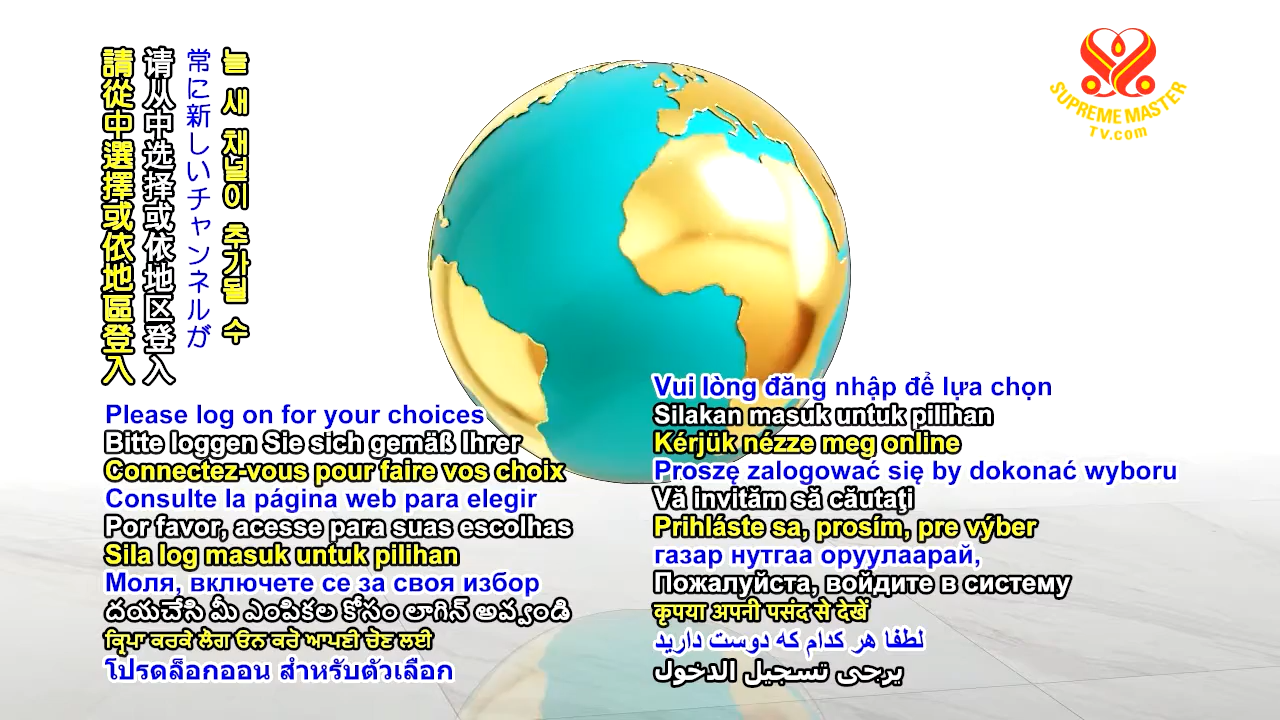 請從中選擇或依地區登入
请从中选择或依地区登入
常に新しいチャンネルが
늘 새 채널이 추가될 수
SUPREME MASTER
TV.com
Please log on for your choices
Bitte loggen Sie sich gemäß Ihrer
Connectez-vous pour faire vos choix
Consulte la página web para elegir
Por favor, acesse para suas escolhas
Sila log masuk untuk pilihan
Моля, включете се за своя избор
దయచేసి మీ ఎంపికల కోసం లాగిన్ అవ్వండి
ਕ੍ਰਿਪਾ ਕਰਕੇ ਲੌਗ ਓਨ ਕਰੋ ਆਪਣੀ ਚੋਣ ਲਈ
โปรดล็อกออน สำหรับตัวเลือก
Vui lòng đăng nhập để lựa chọn
Silakan masuk untuk pilihan
Kérjük nézze meg online
Proszę zalogować się by dokonać wyboru
Vă invităm să căutaţi
Prihláste sa, prosím, pre výber
газар нутгаа оруулаарай,
Пожалуйста, войдите в систему
कृपया अपनी पसंद से देखें
لطفا هر کدام که دوست دارید
يرجى تسجيل الدخول